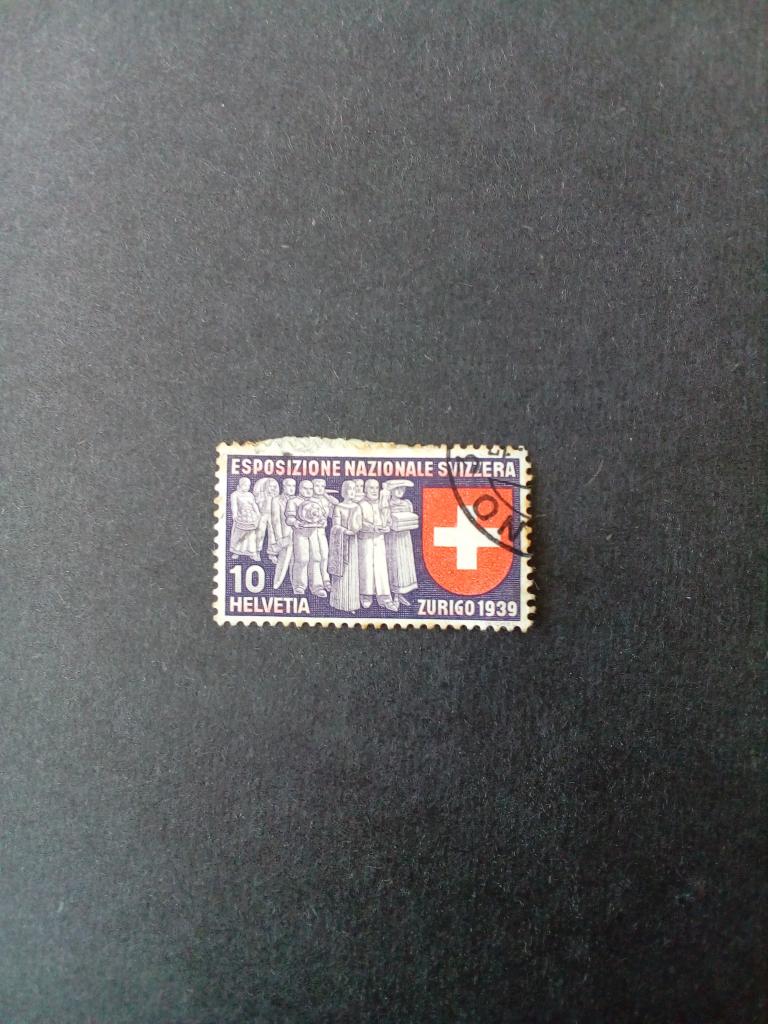 ESPOSIZIONE NAZIONALE SVIZZERA
10
HELVETIA
ZURIGO 1939